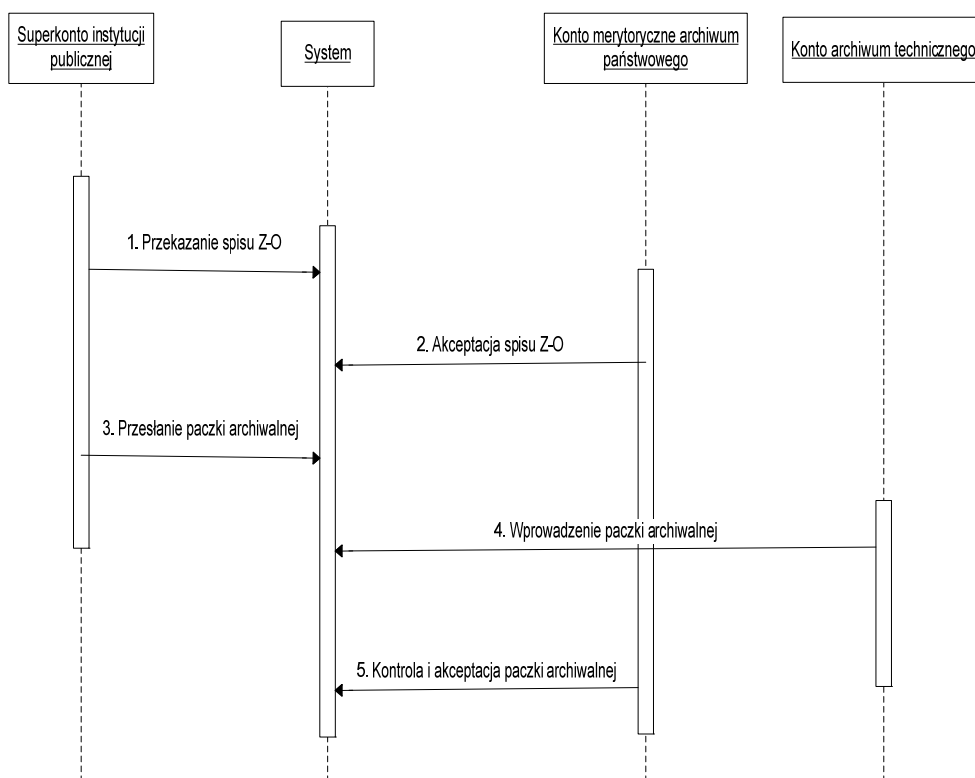 Superkonto instytucji
publicznej
System
Konto merytoryczne archiwum
państwowego
Konto archiwum technicznego
1. Przekazanie spisu Z-O
2. Akceptacja spisu Z-O
3. Przesłanie paczki archiwalnej
4. Wprowadzenie paczki archiwalnej
5. Kontrola i akceptacja paczki archiwalnej